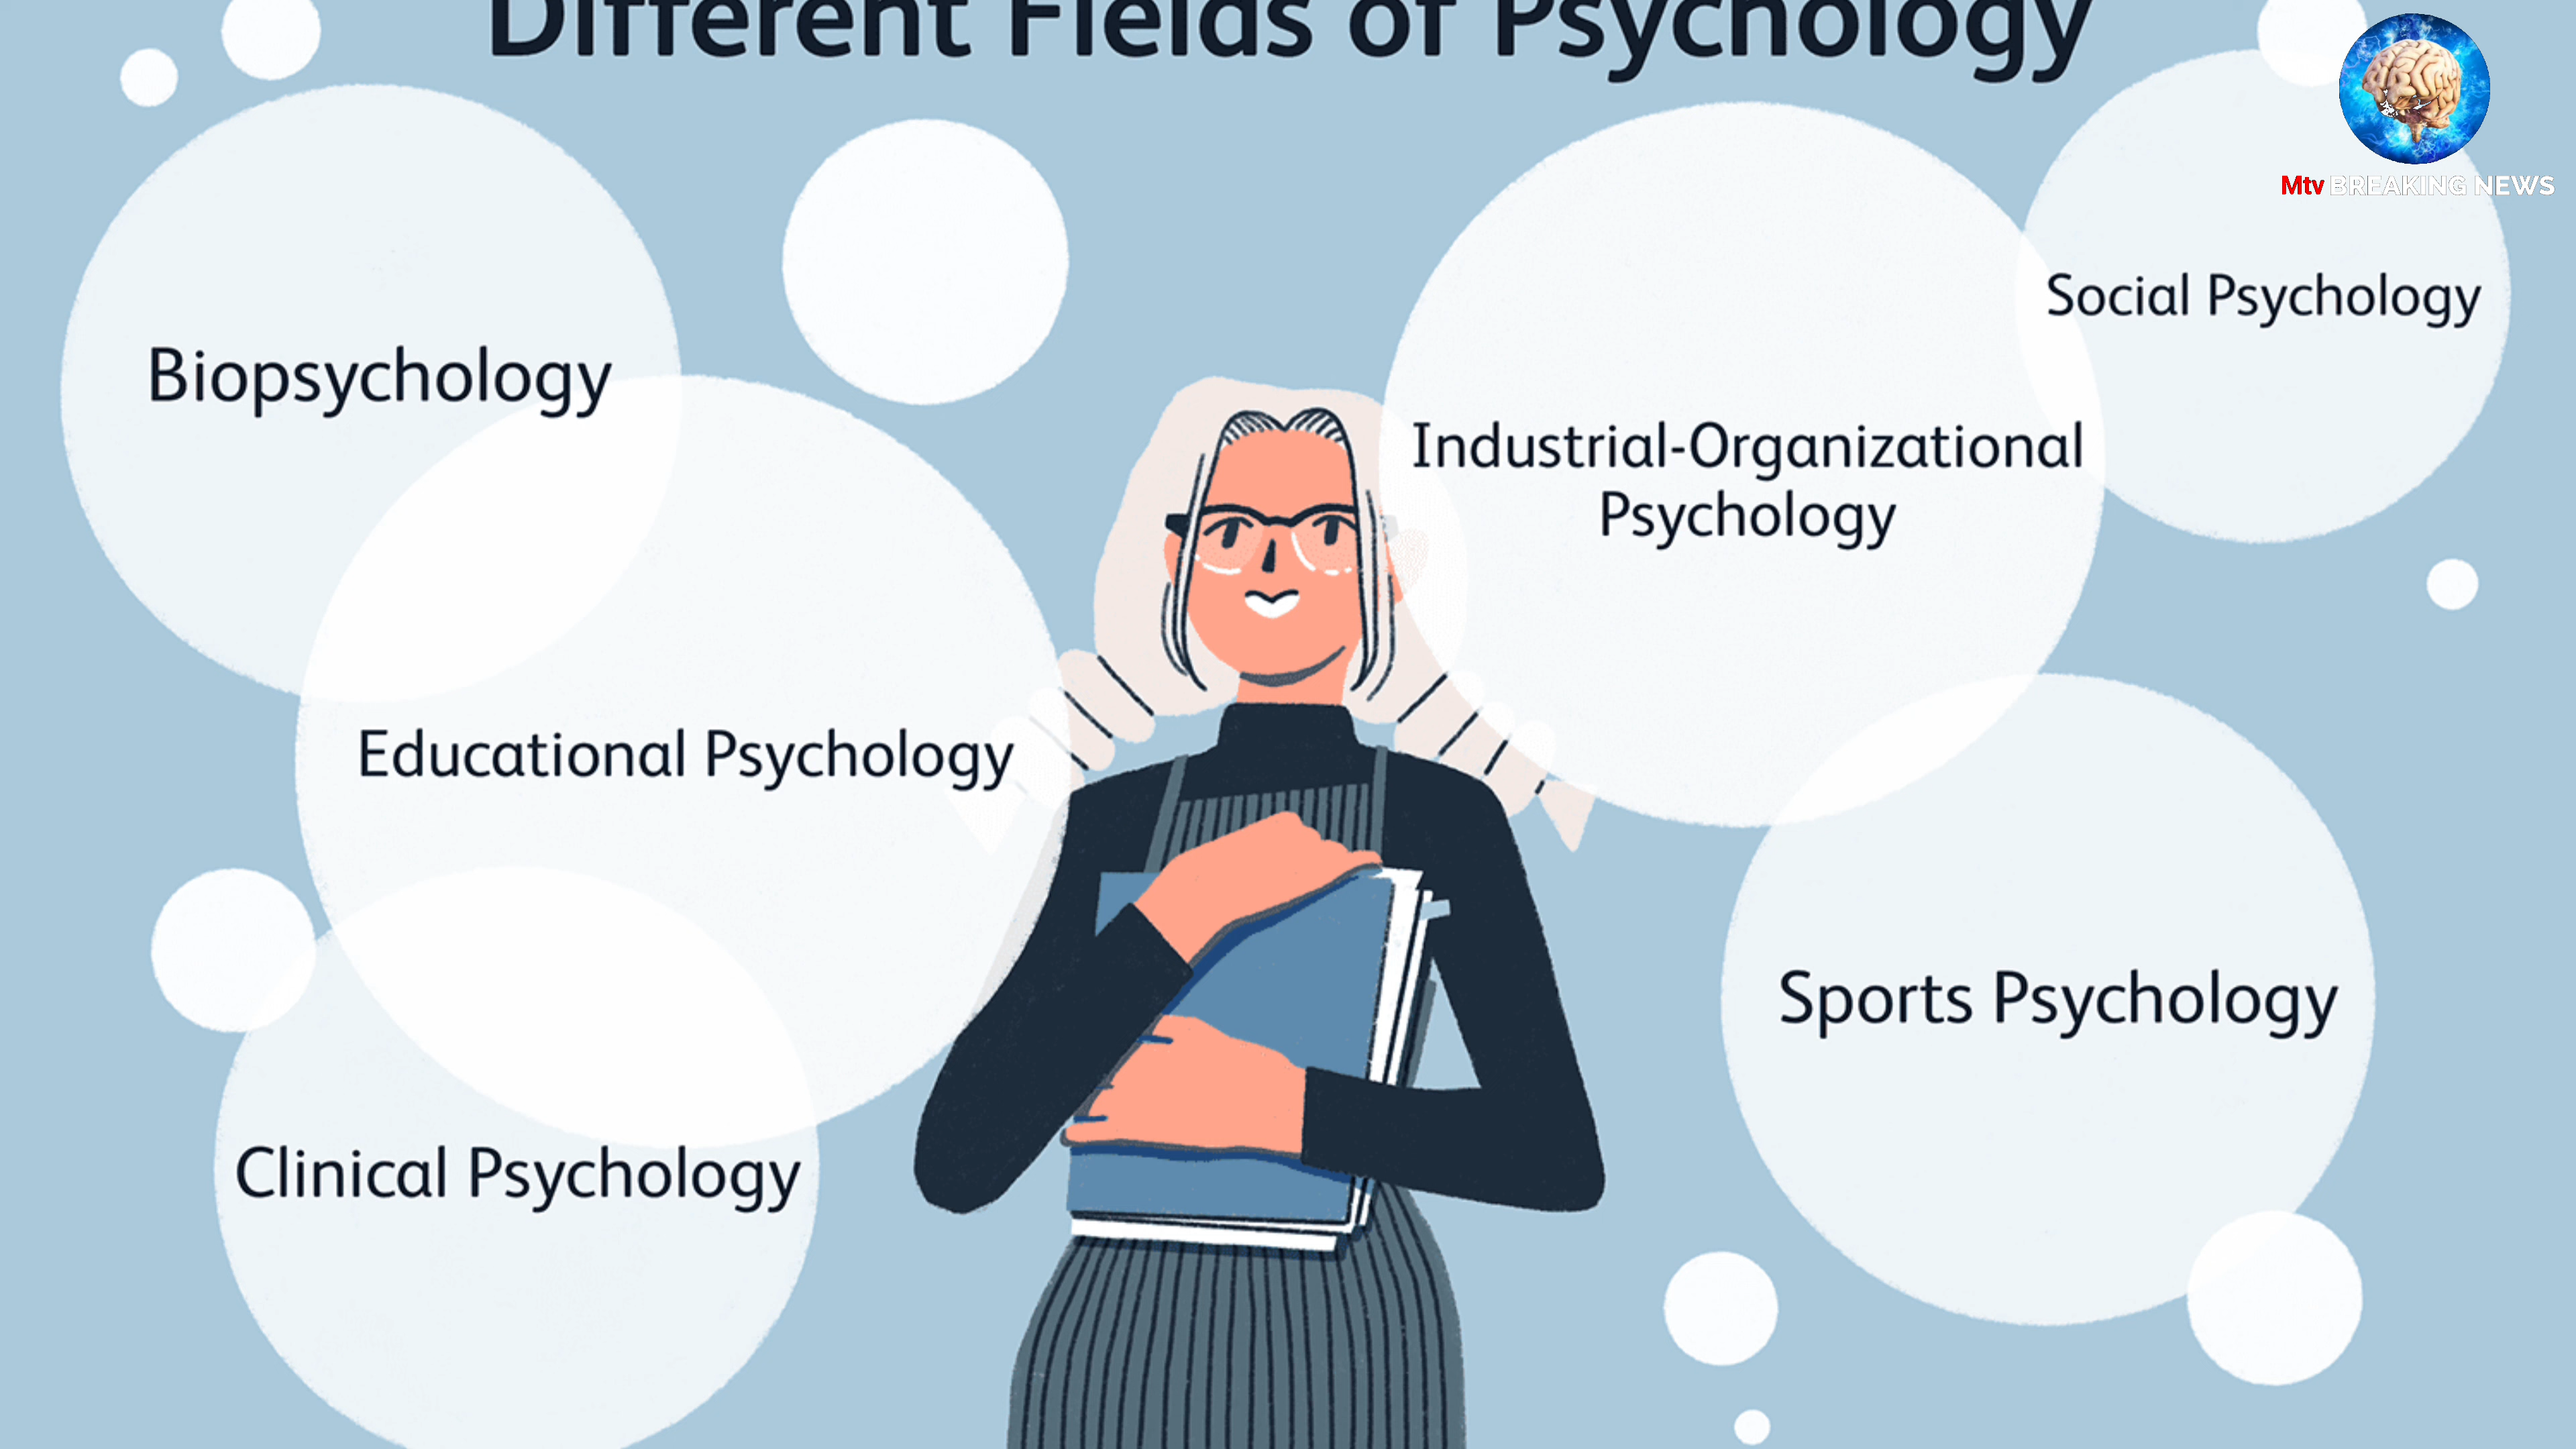 Different Fields of Psychology
Mtv BREAKING NEWS
Biopsychology
Educational Psychology
Clinical Psychology
Social Psychology
Industrial-Organizational
Psychology
Sports Psychology